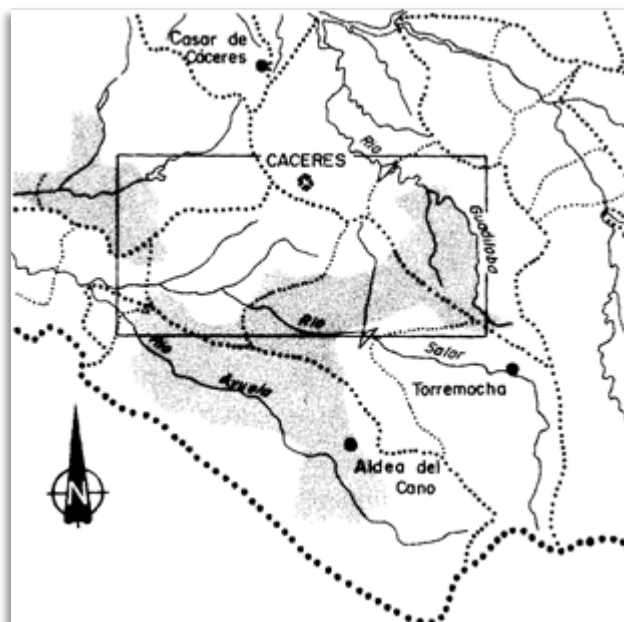 Casar de
Cáceres
CACERES
Rio
Guadiloba
Rio
Salor
Torremocha
Rio
Ayuela
Aldea del
Cano
N